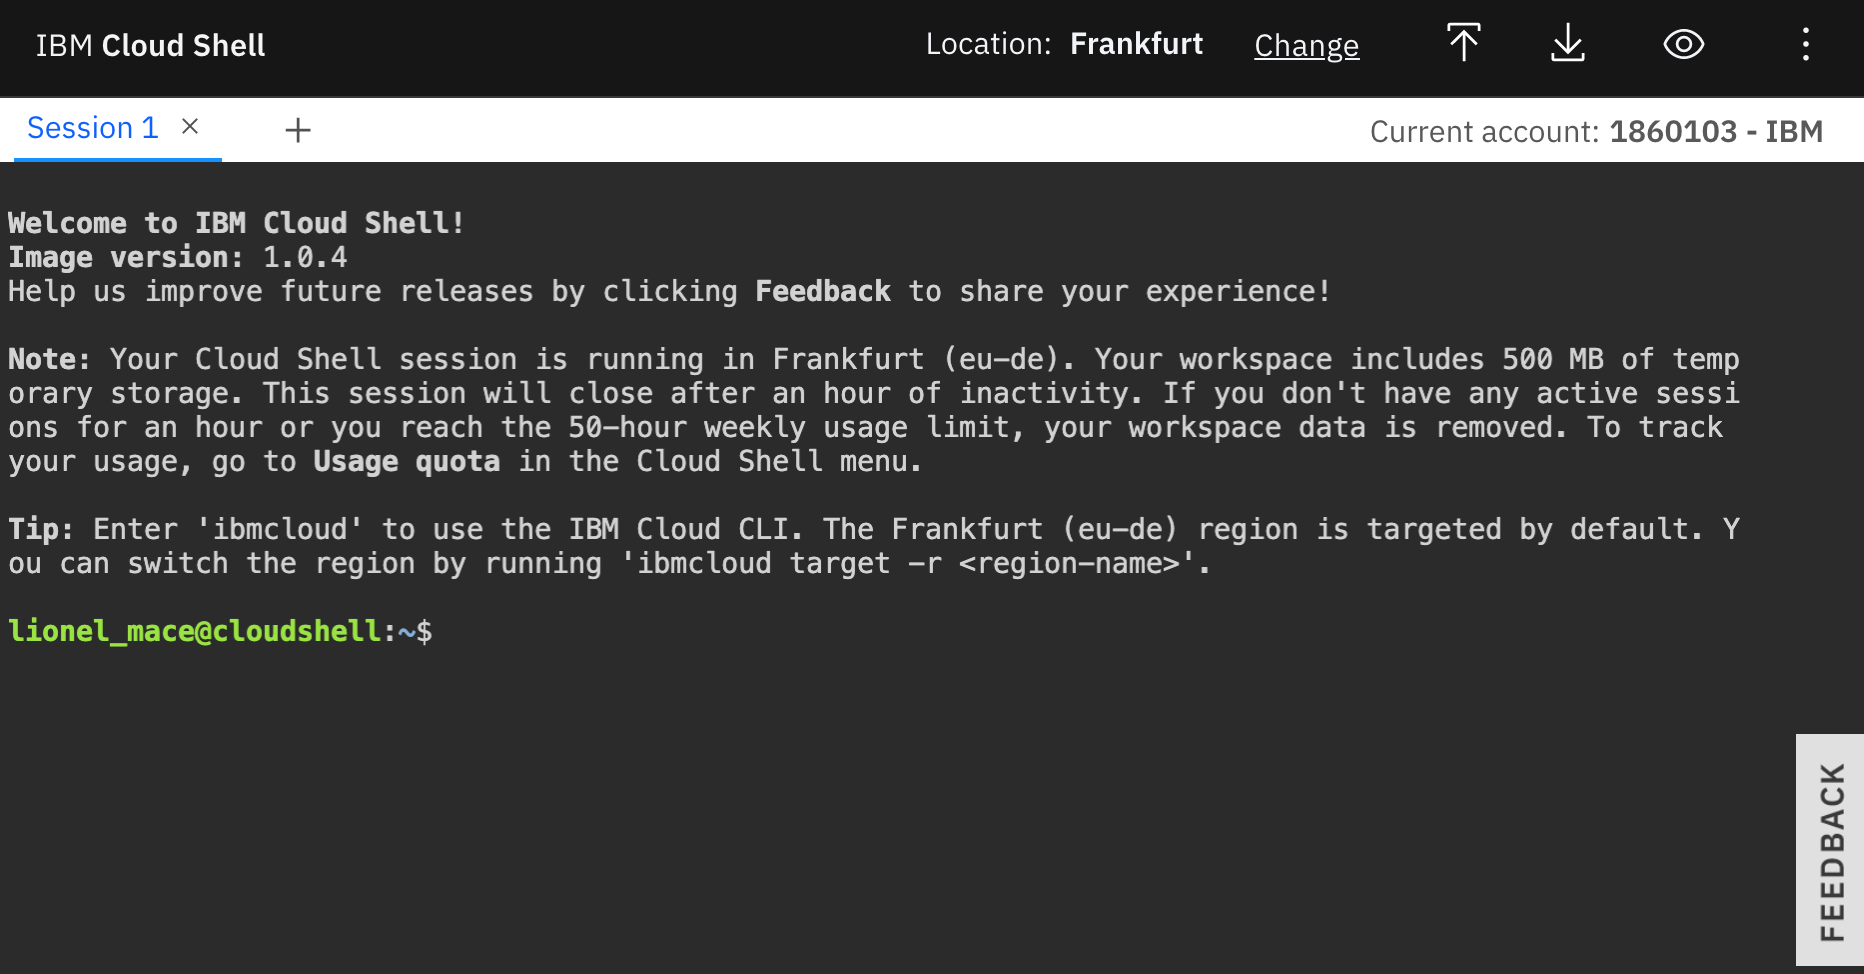 IBM Cloud Shell
Location: Frankfurt Change
Session 1
Current account: 1860103 - IBM
Welcome to IBM Cloud Shell!
Image version: 1.0.4
Help us improve future releases by clicking Feedback to share your experience!
Note: Your Cloud Shell session is running in Frankfurt (eu-de). Your workspace includes 500 MB of temp
orary storage. This session will close after an hour of inactivity. If you don't have any active sessi
ons for an hour or you reach the 50-hour weekly usage limit, your workspace data is removed. To track
your usage, go to Usage quota in the Cloud Shell menu.
Tip: Enter 'ibmcloud' to use the IBM Cloud CLI. The Frankfurt (eu-de) region is targeted by default. Y
ou can switch the region by running 'ibmcloud target -r <region-name>'.
lionel_mace@cloudshell:~$
FEEDBACK